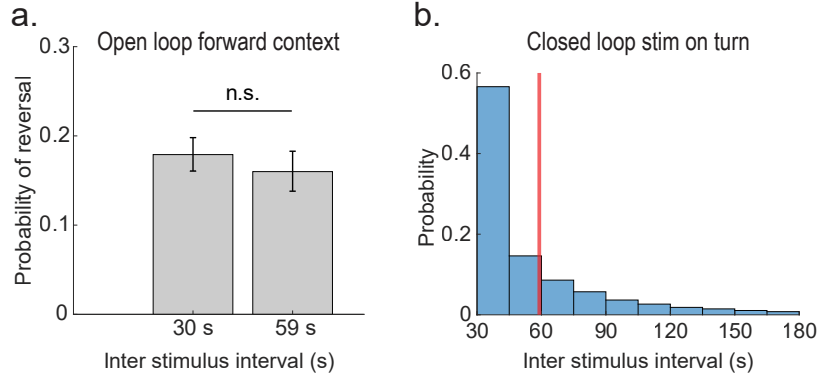 a.
Open loop forward context
0.3
0.2
0.1
0
Probability of reversal
n.s.
30 s
59 s
Inter stimulus interval (s)
b.
Closed loop stim on turn
0.6
0.4
0.2
0
Probability
30
60
90
120
150
180
Inter stimulus interval (s)